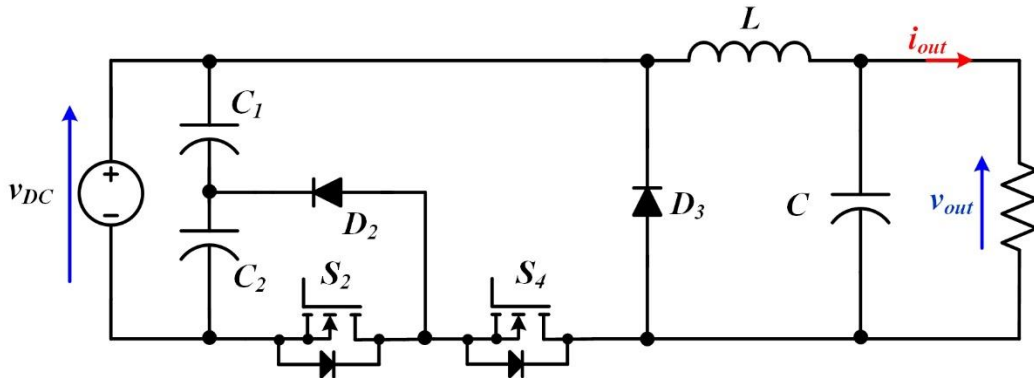 L
i_out
C_1
v_DC
D_2
D_3
C
v_out
C_2
S_2
S_4